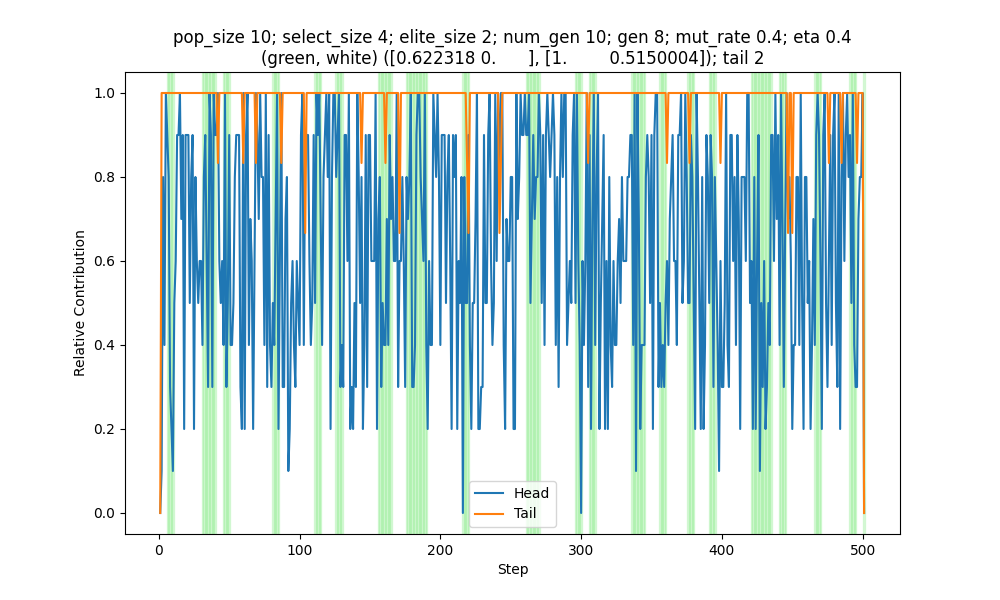 pop_size 10; select_size 4; elite_size 2; num_gen 10; gen 8; mut_rate 0.4; eta 0.4
(green, white) ([0.622318 0.      ], [1.        0.5150004]); tail 2
1.0
0.8
0.6
0.4
0.2
0.0
Relative Contribution
Head
Tail
0 100 200 300 400 500
Step